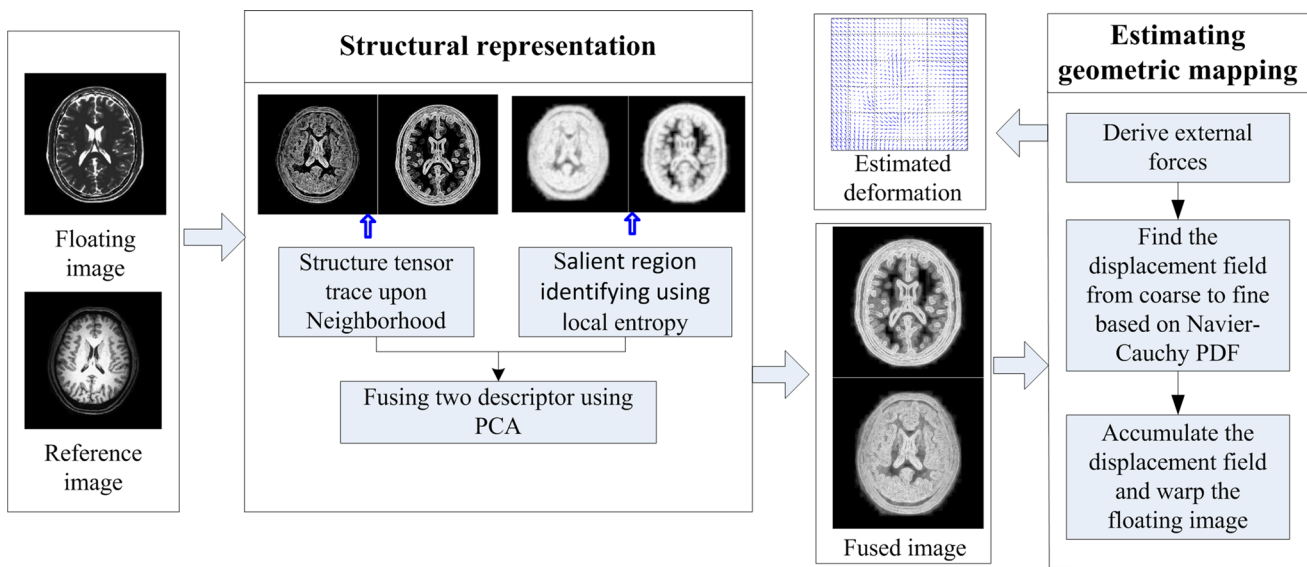 Floating
image
Reference
image
Structural representation
Structure tensor
trace upon
Neighborhood
Salient region
identifying using
local entropy
Fusing two descriptor using
PCA
Estimated
deformation
Fused image
Estimating
geometric mapping
Derive external
forces
Find the
displacement field
from coarse to fine
based on Navier-
Cauchy PDF
Accumulate the
displacement field
and warp the
floating image